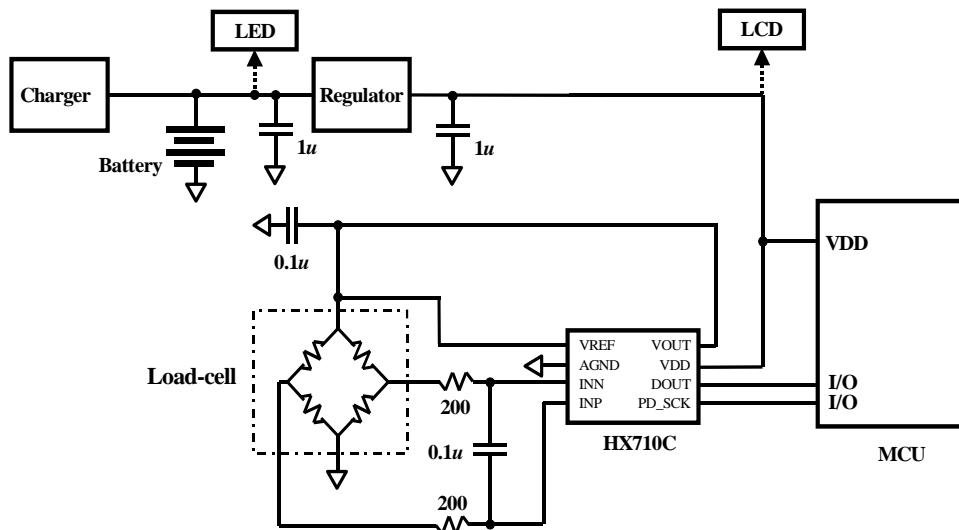 LED
LCD
Charger
Regulator
Battery
1u
1u
0.1u
VDD
Load-cell
VREF
VOUT
AGND
VDD
INN
DOUT
INP
PD_SCK
I/O
I/O
200
HX710C
MCU
0.1u
200